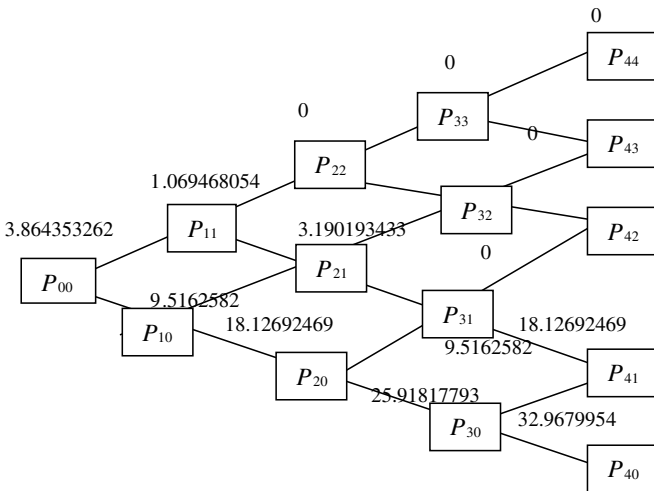 0
P44
0
P33
0
0
P43
P22
1.069468054
P32
3.864353262
P11
3.190193433
P42
0
P21
P00
9.5162582
P31
P10
18.12692469
18.12692469
9.5162582
P20
P41
25.91817793
32.9679954
P30
P40